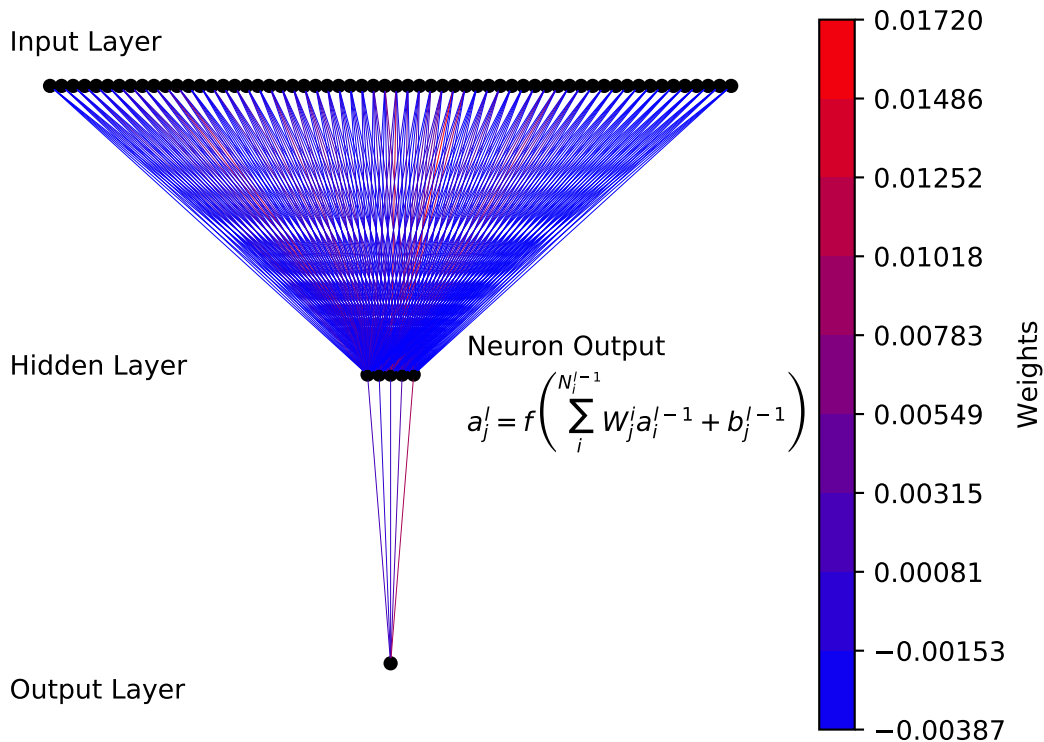 Input Layer
Hidden Layer
Neuron Output
a_j^l = f(∑_i^{N_i^{l−1}} W_j^i a_i^{l−1} + b_j^{l−1})
Output Layer
0.01720
0.01486
0.01252
0.01018
0.00783
0.00549
0.00315
0.00081
−0.00153
−0.00387
Weights